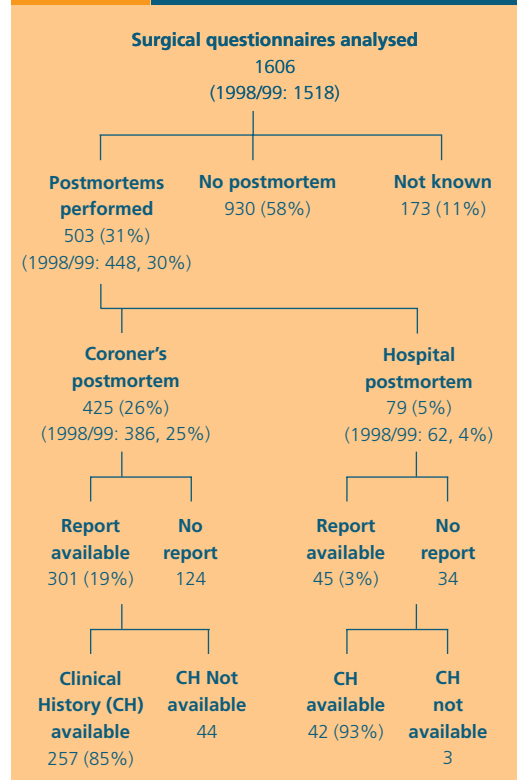 Surgical questionnaires analysed
1606
(1998/99: 1518)
Postmortems
performed
503 (31%)
(1998/99: 448, 30%)
No postmortem
930 (58%)
Not known
173 (11%)
Coroner's
postmortem
425 (26%)
(1998/99: 386, 25%)
Hospital
postmortem
79 (5%)
(1998/99: 62, 4%)
Report
available
301 (19%)
No
report
124
Report
available
45 (3%)
No
report
34
Clinical
History (CH)
available
257 (85%)
CH Not
available
44
CH
available
42 (93%)
CH
not
available
3